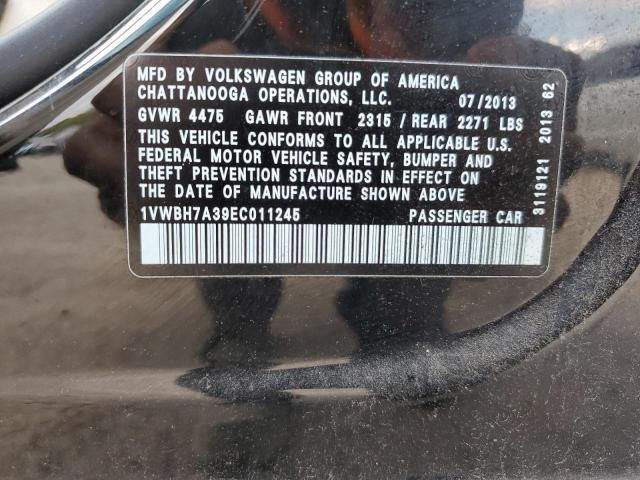 MFD BY VOLKSWAGEN GROUP OF AMERICA
CHATTANOOGA OPERATIONS, LLC. 07/2013
GVWR 4475 GAWR FRONT 2315 / REAR 2271 LBS
THIS VEHICLE CONFORMS TO ALL APPLICABLE U.S.
FEDERAL MOTOR VEHICLE SAFETY, BUMPER AND
THEFT PREVENTION STANDARDS IN EFFECT ON
THE DATE OF MANUFACTURE SHOWN ABOVE
1VWBH7A39EC011245 PASSENGER CAR
3119121 2013 62